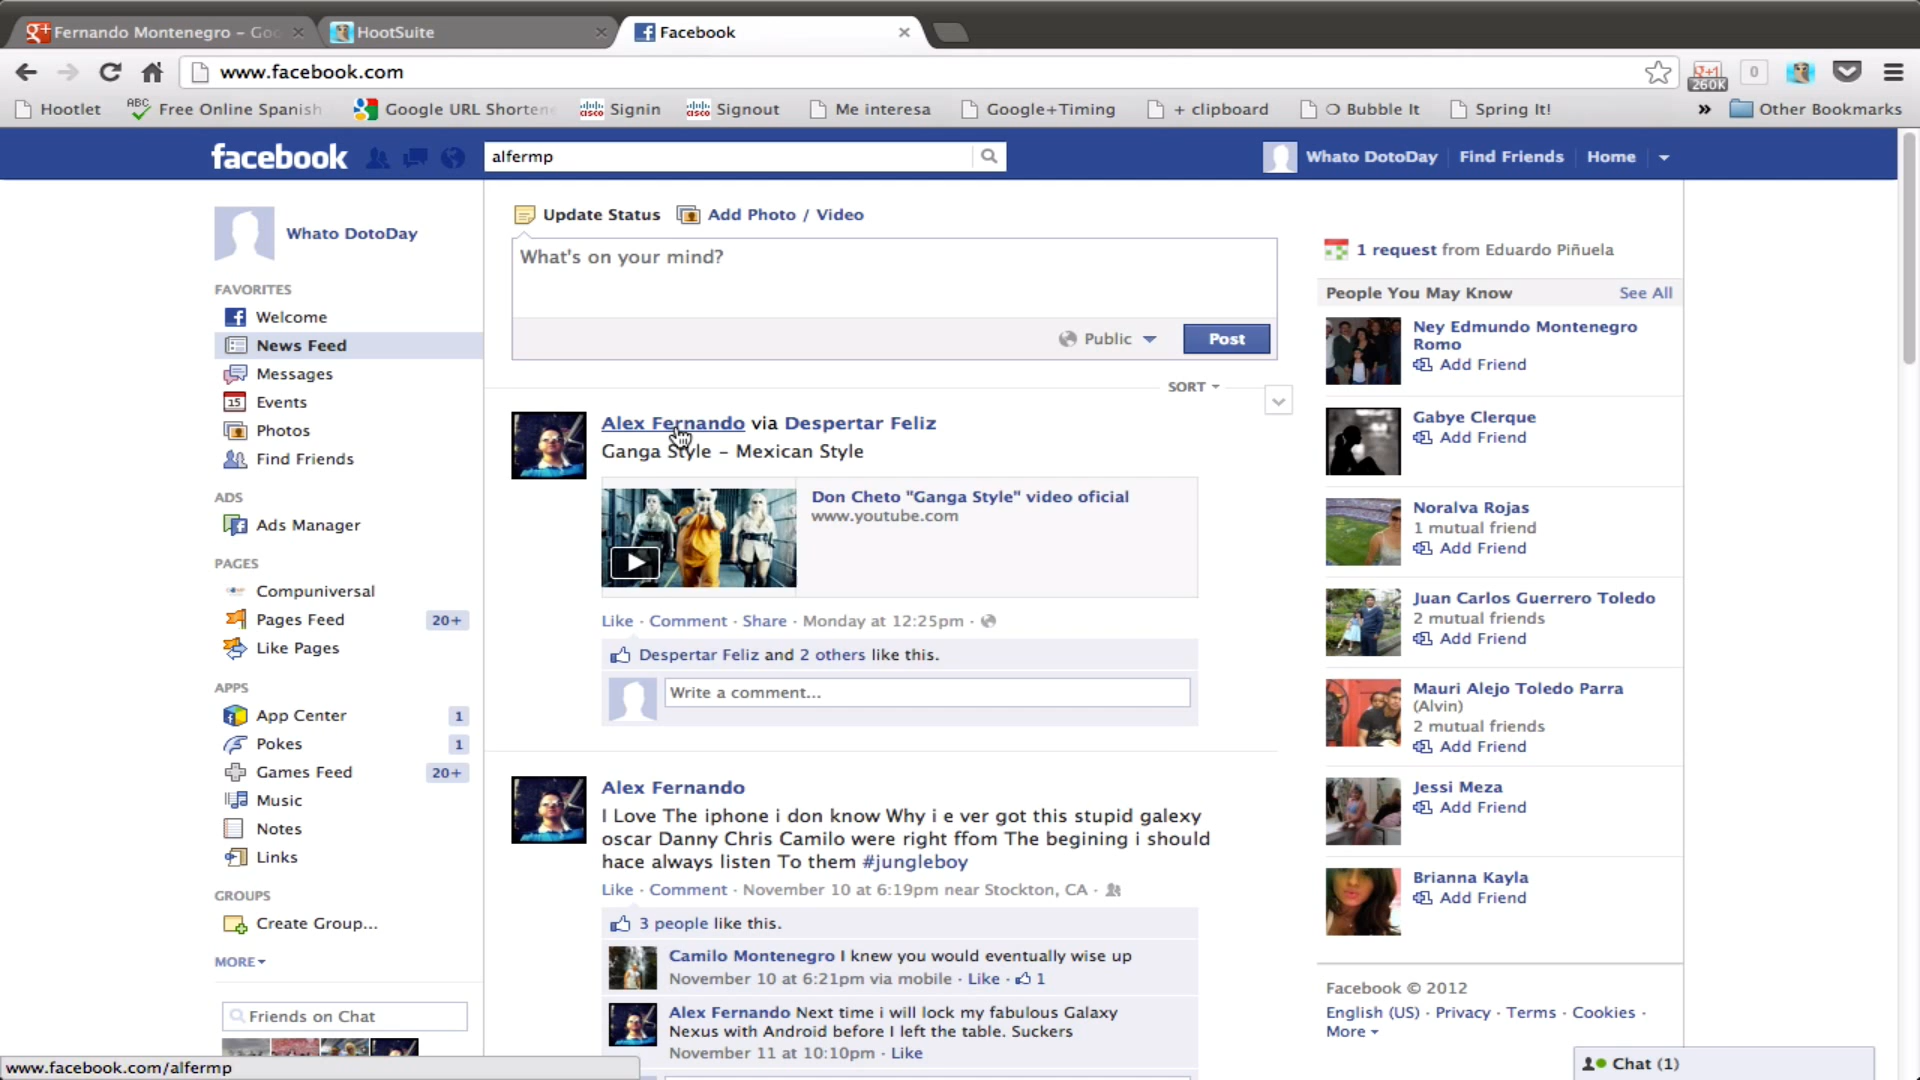 Fernando Montenegro – Goo
HootSuite
Facebook
www.facebook.com
g+1
260K
0
Hootlet
ABC
Free Online Spanish
Google URL Shortene
cisco
Signin
cisco
Signout
Me interesa
Google+Timing
+ clipboard
❍ Bubble It
Spring It!
»
Other Bookmarks
facebook
alfermp
Whato DotoDay
Find Friends
Home
Whato DotoDay
FAVORITES
Welcome
News Feed
Messages
15
Events
Photos
Find Friends
ADS
Ads Manager
PAGES
Compuniversal
Pages Feed 20+
Like Pages
APPS
App Center 1
Pokes 1
Games Feed 20+
Music
Notes
Links
GROUPS
Create Group...
MORE
Friends on Chat
www.facebook.com/alfermp
Update Status Add Photo / Video
What's on your mind?
Public
Post
SORT
Alex Fernando via Despertar Feliz
Ganga Style – Mexican Style
Don Cheto "Ganga Style" video oficial
www.youtube.com
Like · Comment · Share · Monday at 12:25pm ·
Despertar Feliz and 2 others like this.
Write a comment...
Alex Fernando
I Love The iphone i don know Why i e ver got this stupid galexy
oscar Danny Chris Camilo were right ffom The begining i should
hace always listen To them #jungleboy
Like · Comment · November 10 at 6:19pm near Stockton, CA ·
3 people like this.
Camilo Montenegro I knew you would eventually wise up
November 10 at 6:21pm via mobile · Like · 1
Alex Fernando Next time i will lock my fabulous Galaxy
Nexus with Android before I left the table. Suckers
November 11 at 10:10pm · Like
1 request from Eduardo Piñuela
People You May Know See All
Ney Edmundo Montenegro
Romo
Add Friend
Gabye Clerque
Add Friend
Noralva Rojas
1 mutual friend
Add Friend
Juan Carlos Guerrero Toledo
2 mutual friends
Add Friend
Mauri Alejo Toledo Parra
(Alvin)
2 mutual friends
Add Friend
Jessi Meza
Add Friend
Brianna Kayla
Add Friend
Facebook © 2012
English (US) · Privacy · Terms · Cookies ·
More
Chat (1)